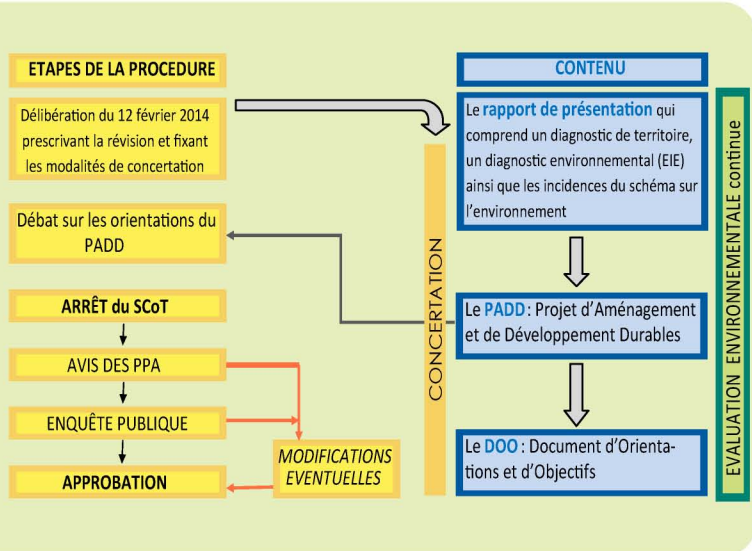 ETAPES DE LA PROCEDURE
Délibération du 12 février 2014
prescrivant la révision et fixant
les modalités de concertation
Débat sur les orientations du
PADD
ARRÊT du SCoT
AVIS DES PPA
ENQUÊTE PUBLIQUE
APPROBATION
MODIFICATIONS
EVENTUELLES
CONCERTATION
CONTENU
Le rapport de présentation qui
comprend un diagnostic de territoire,
un diagnostic environnemental (EIE)
ainsi que les incidences du schéma sur
l'environnement
Le PADD : Projet d'Aménagement
et de Développement Durables
Le DOO : Document d'Orienta-
tions et d'Objectifs
EVALUATION ENVIRONNEMENTALE continue